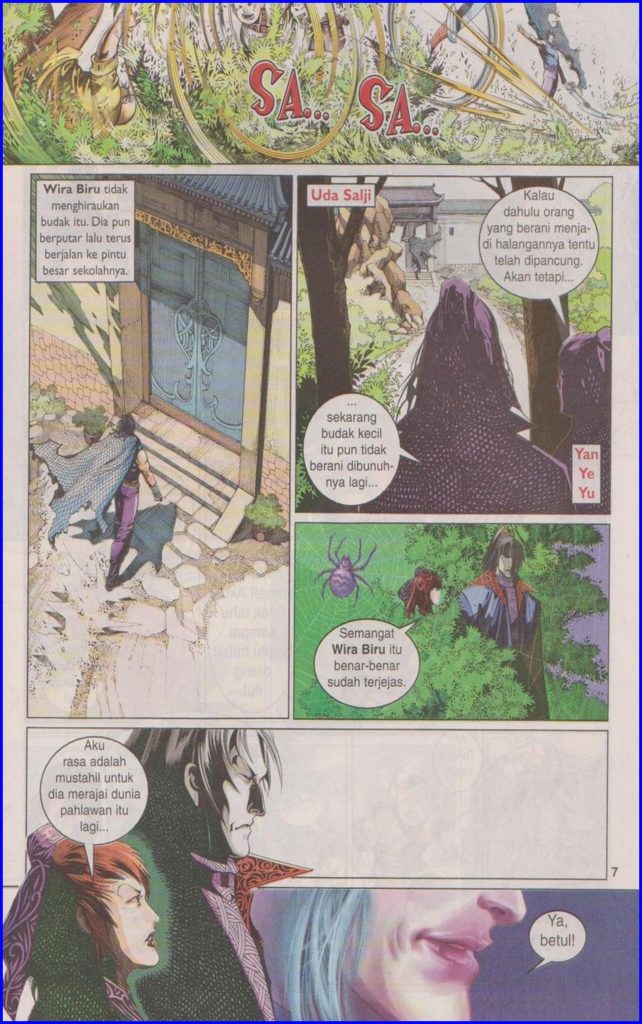 SA... SA...
Wira Biru tidak
menghiraukan
budak itu. Dia pun
berputar lalu terus
berjalan ke pintu
besar sekolahnya.
Uda Salji
Kalau
dahulu orang
yang berani menja-
di halangannya tentu
telah dipancung.
Akan tetapi...
...
sekarang
budak kecil
itu pun tidak
berani dibunuh-
nya lagi...
Yan
Ye
Yu
Semangat
Wira Biru itu
benar-benar
sudah terjejas.
Aku
rasa adalah
mustahil untuk
dia merajai dunia
pahlawan itu
lagi...
7
Ya,
betul!